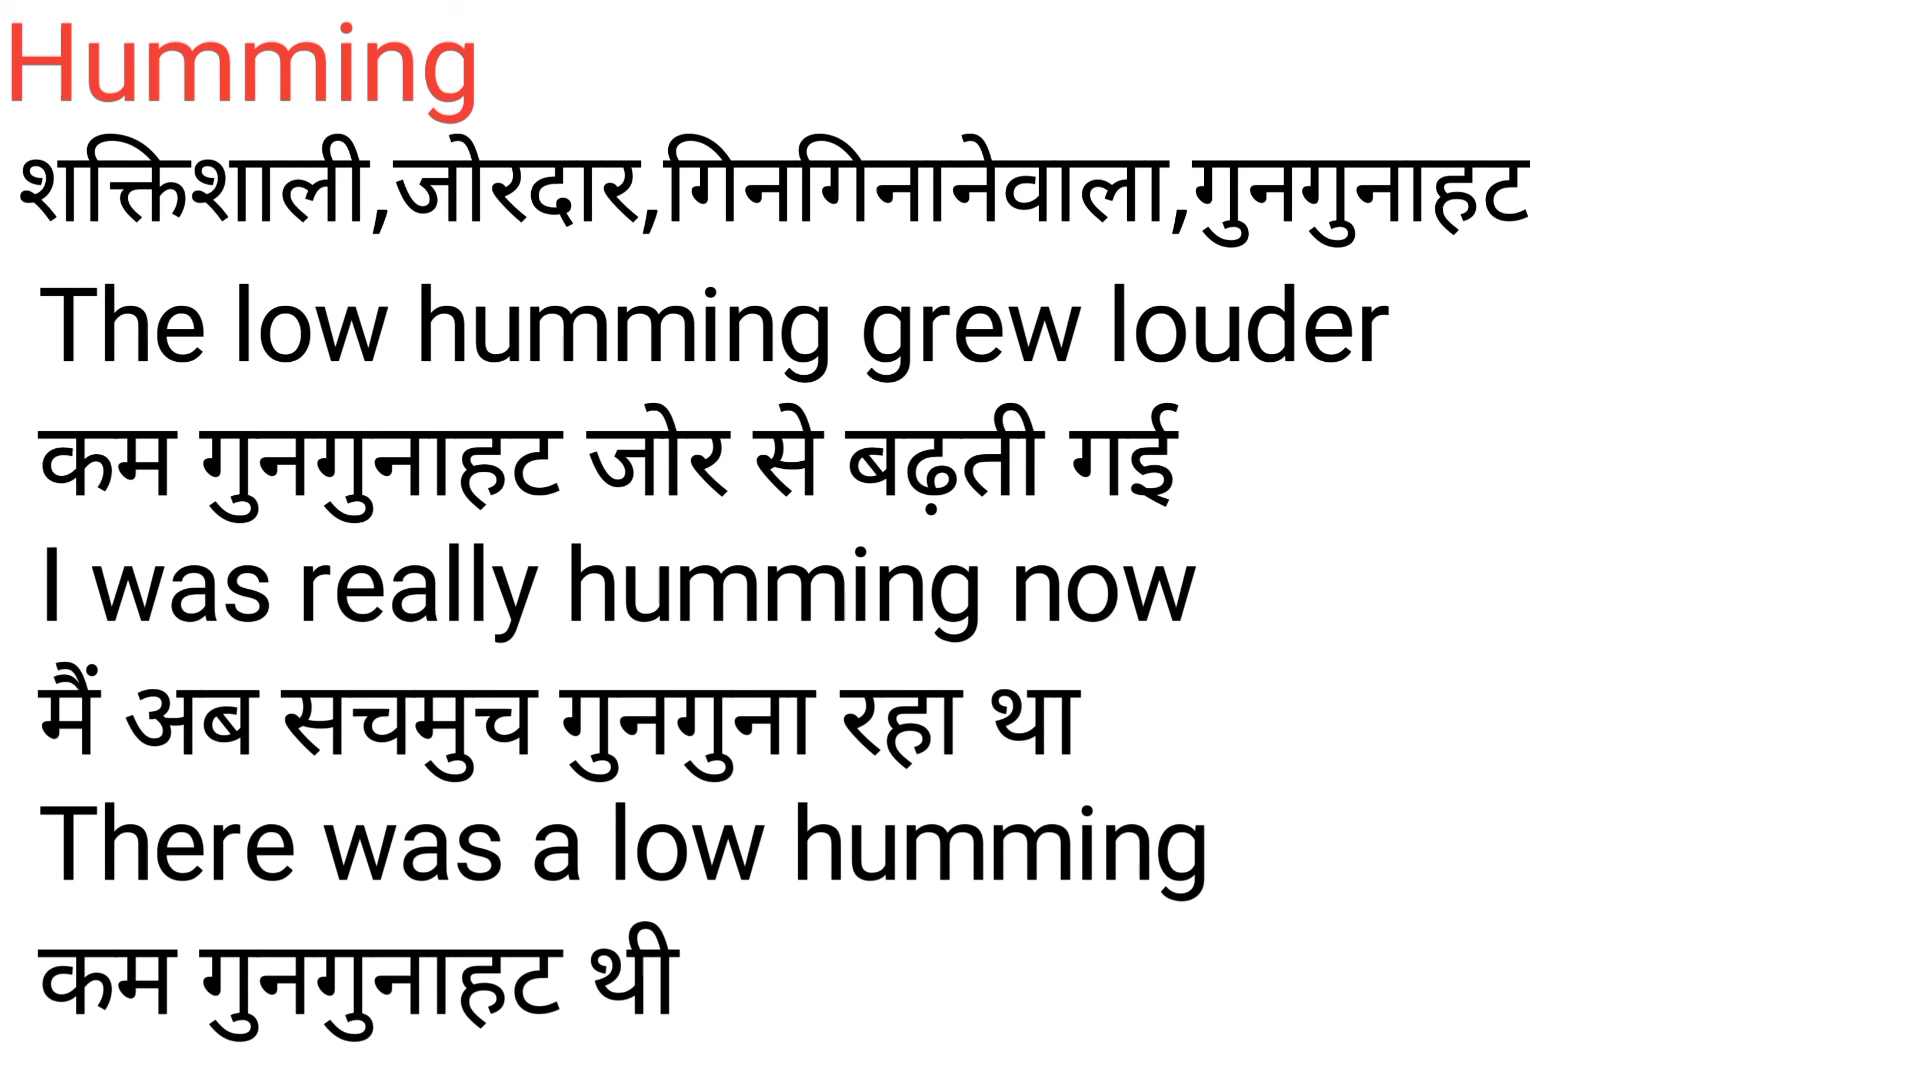 Humming
शक्तिशाली,जोरदार,गिनगिनानेवाला,गुनगुनाहट
The low humming grew louder
कम गुनगुनाहट जोर से बढ़ती गई
I was really humming now
मैं अब सचमुच गुनगुना रहा था
There was a low humming
कम गुनगुनाहट थी